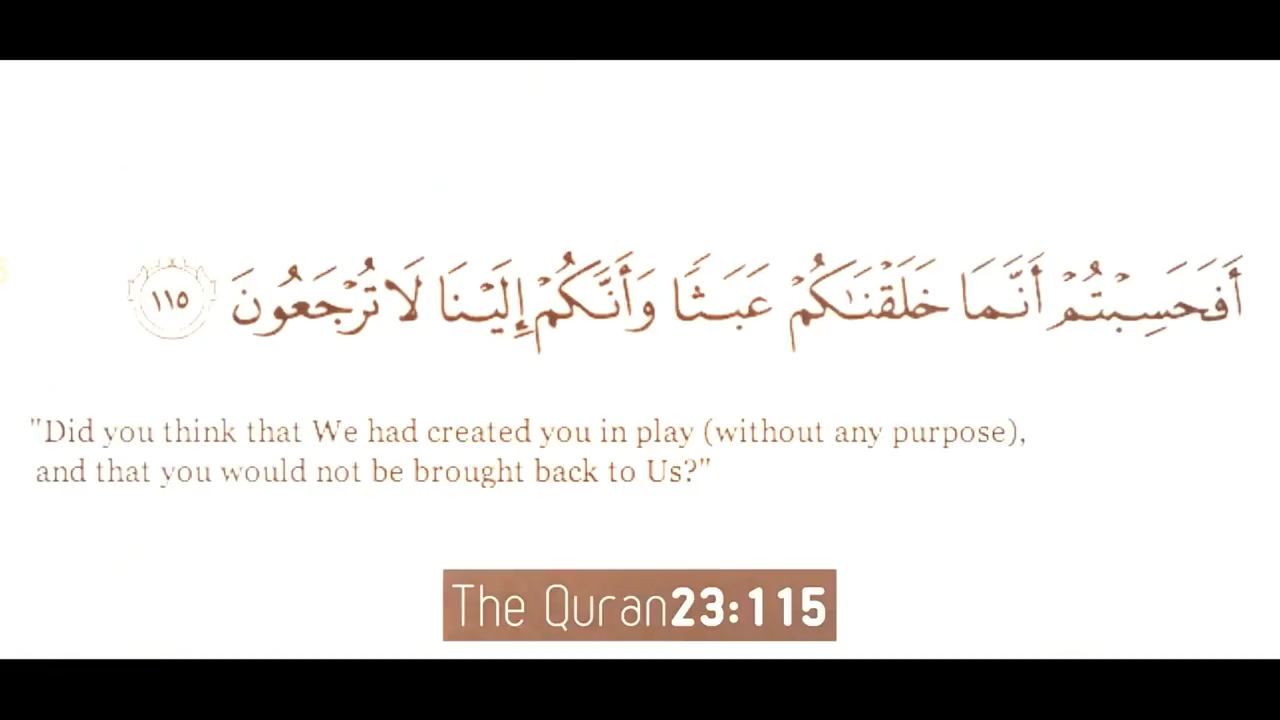 أَفَحَسِبْتُمْ أَنَّمَا خَلَقْنَـٰكُمْ عَبَثًا وَأَنَّكُمْ إِلَيْنَا لَا تُرْجَعُونَ ١١٥
"Did you think that We had created you in play (without any purpose),
and that you would not be brought back to Us?"
The Quran23:115